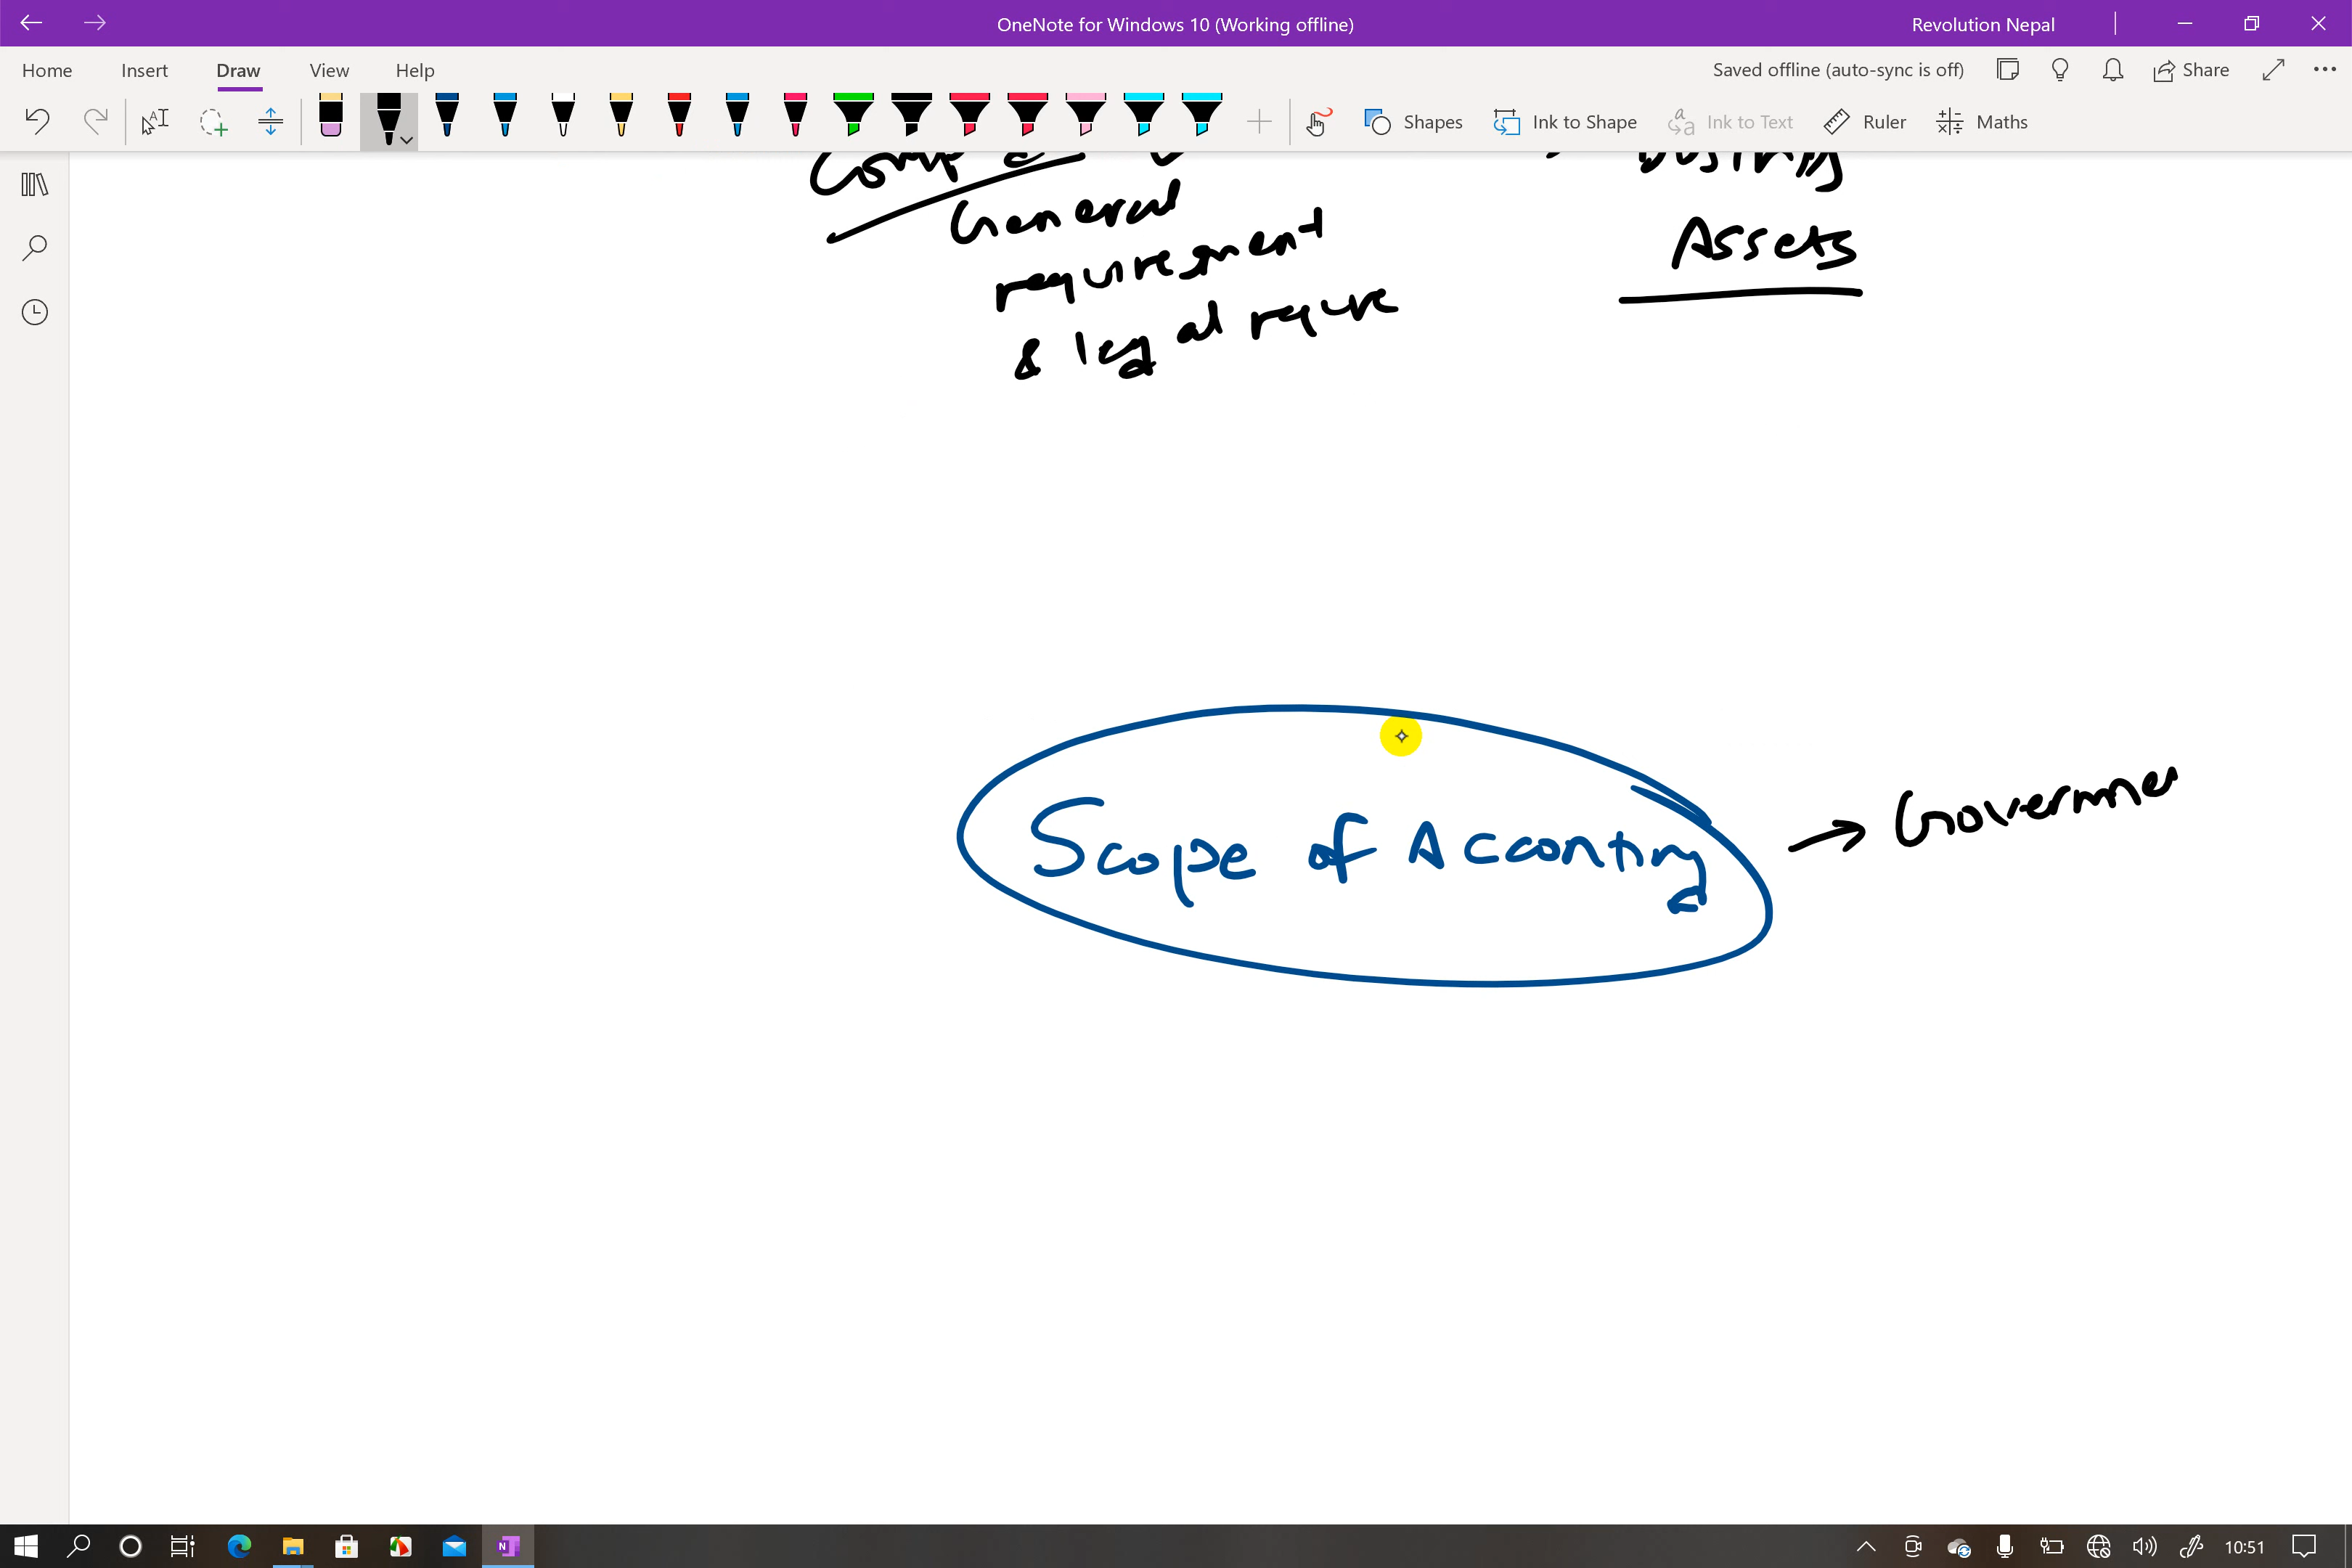 OneNote for Windows 10 (Working offline)
Revolution Nepal
Home Insert Draw View Help
Saved offline (auto-sync is off)
Share
Shapes
Ink to Shape
Ink to Text
Ruler
Maths
General
requirement
& legal requre
Assets
Scope of Acconting
Governme
10:51